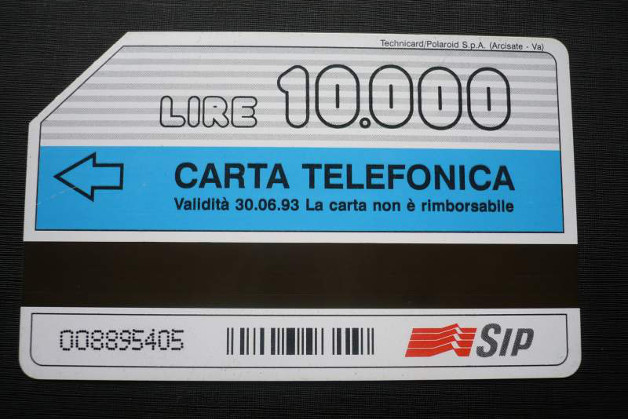 Technicard/Polaroid S.p.A. (Arcisate - Va)
LIRE 10.000
CARTA TELEFONICA
Validità 30.06.93 La carta non è rimborsabile
008895405
SIP